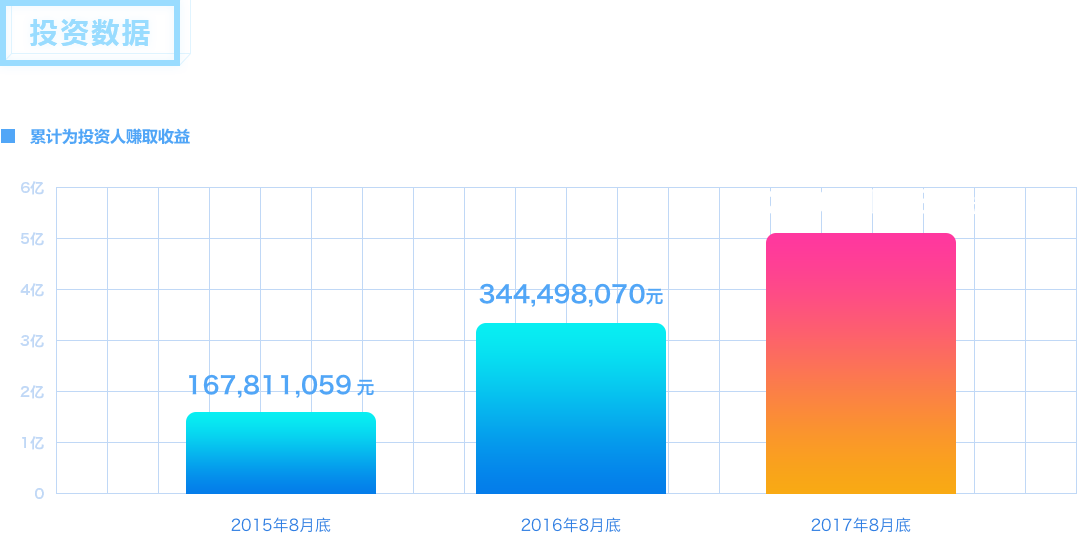 投资数据
累计为投资人赚取收益
6亿
5亿
4亿
3亿
2亿
1亿
0
167,811,059 元
344,498,070元
2015年8月底
2016年8月底
2017年8月底